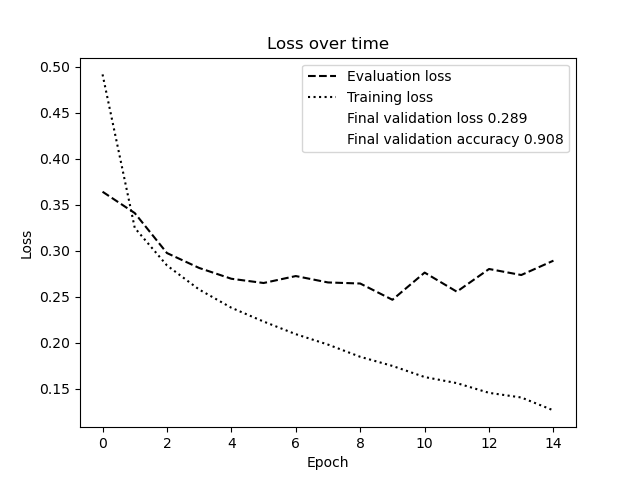 Loss over time
Evaluation loss
Training loss
Final validation loss 0.289
Final validation accuracy 0.908
0.50
0.45
0.40
0.35
0.30
0.25
0.20
0.15
Loss
0 2 4 6 8 10 12 14
Epoch